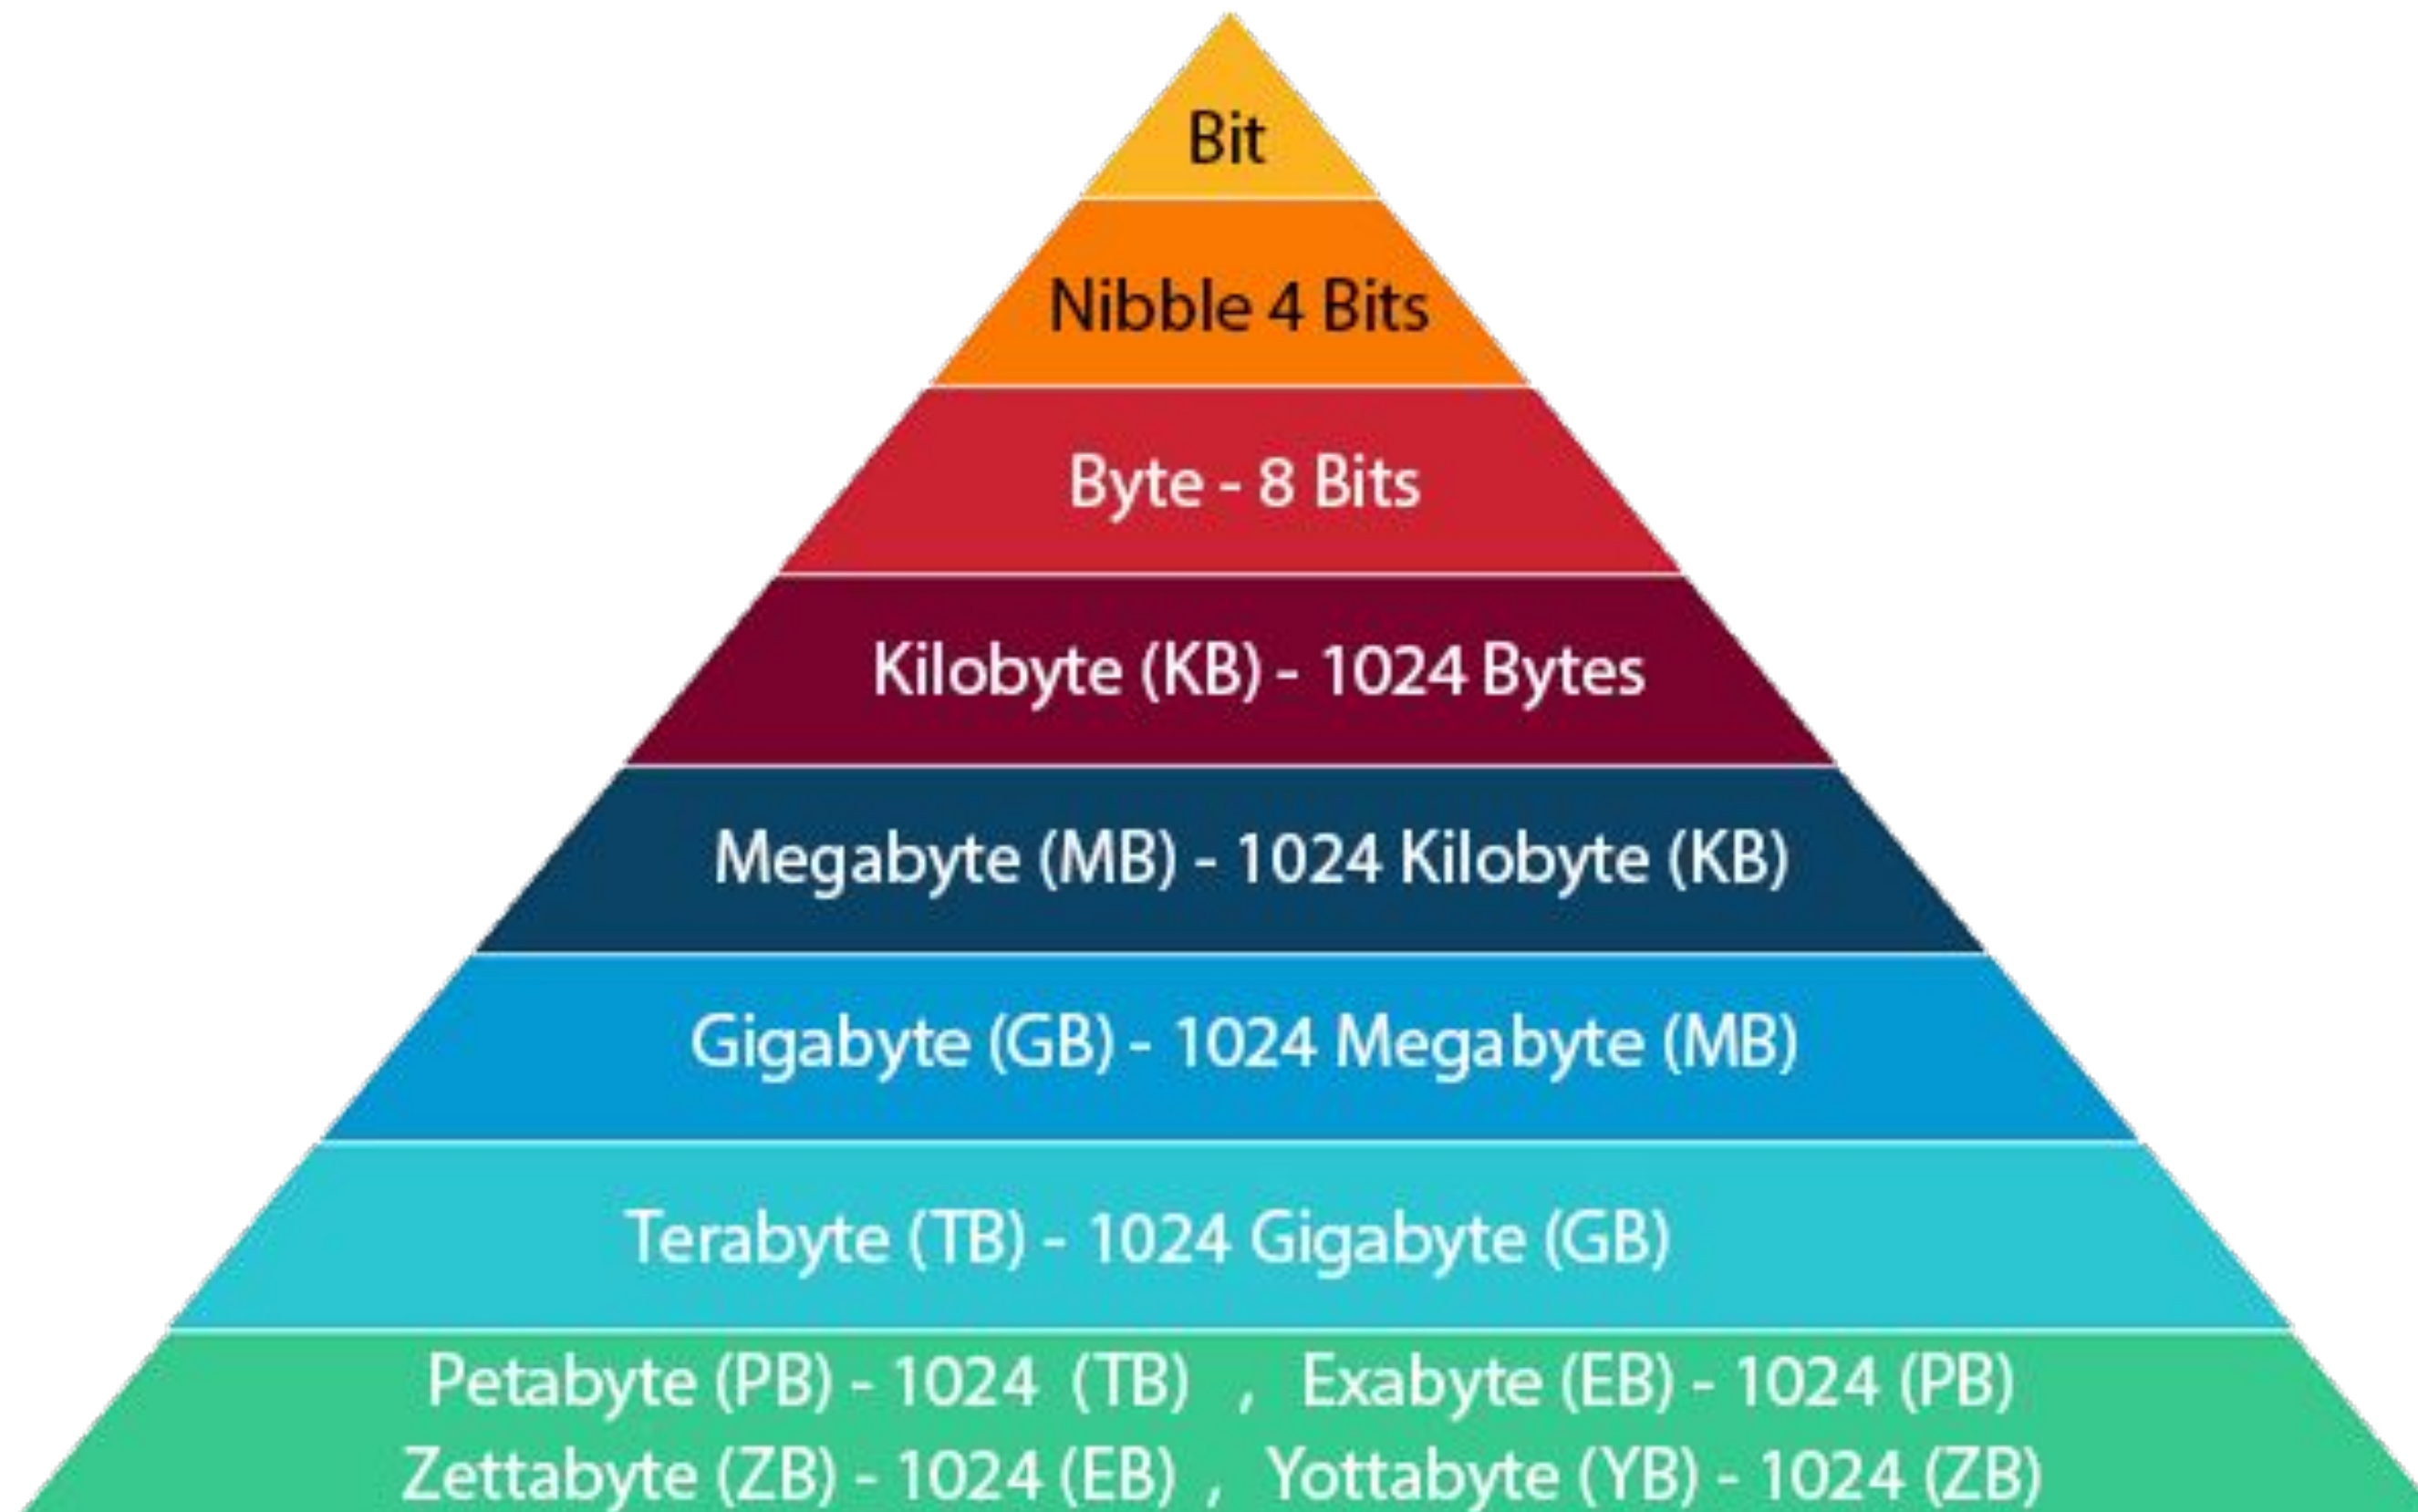 Bit
Nibble 4 Bits
Byte - 8 Bits
Kilobyte (KB) - 1024 Bytes
Megabyte (MB) - 1024 Kilobyte (KB)
Gigabyte (GB) - 1024 Megabyte (MB)
Terabyte (TB) - 1024 Gigabyte (GB)
Petabyte (PB) - 1024 (TB) , Exabyte (EB) - 1024 (PB)
Zettabyte (ZB) - 1024 (EB) , Yottabyte (YB) - 1024 (ZB)